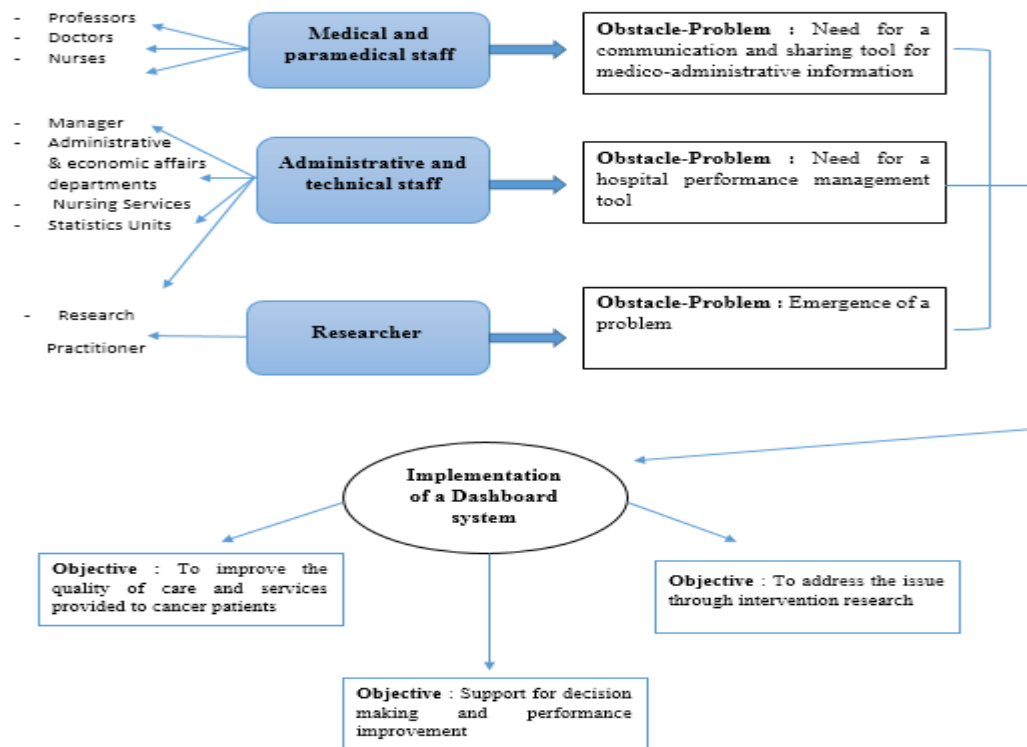 - Professors
- Doctors
- Nurses
Medical and
paramedical staff
Obstacle-Problem : Need for a
communication and sharing tool for
medico-administrative information
- Manager
- Administrative
& economic affairs
departments
- Nursing Services
- Statistics Units
Administrative and
technical staff
Obstacle-Problem : Need for a
hospital performance management
tool
- Research
Practitioner
Researcher
Obstacle-Problem : Emergence of a
problem
Implementation
of a Dashboard
system
Objective : To improve the
quality of care and services
provided to cancer patients
Objective : To address the issue
through intervention research
Objective : Support for decision
making and performance
improvement